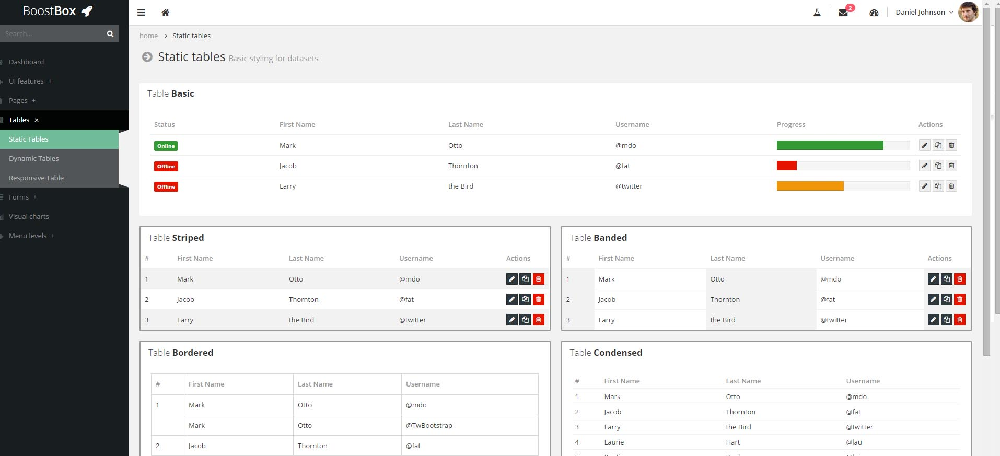 BoostBox
2
Daniel Johnson
Search...
home > Static tables
Static tables Basic styling for datasets
Dashboard
UI features +
Pages +
Tables ×
Static Tables
Dynamic Tables
Responsive Table
Forms +
Visual charts
Menu levels +
Table Basic
Status First Name Last Name Username Progress Actions
Online Mark Otto @mdo
Offline Jacob Thornton @fat
Offline Larry the Bird @twitter
Table Striped
# First Name Last Name Username Actions
1 Mark Otto @mdo
2 Jacob Thornton @fat
3 Larry the Bird @twitter
Table Banded
# First Name Last Name Username Actions
1 Mark Otto @mdo
2 Jacob Thornton @fat
3 Larry the Bird @twitter
Table Bordered
# First Name Last Name Username
1 Mark Otto @mdo
Mark Otto @TwBootstrap
2 Jacob Thornton @fat
Table Condensed
# First Name Last Name Username
1 Mark Otto @mdo
2 Jacob Thornton @fat
3 Larry the Bird @twitter
4 Laurie Hart @lau